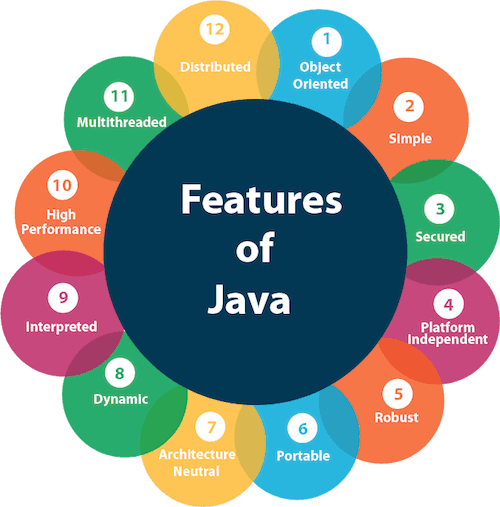 Features
of
Java
1
Object
Oriented
2
Simple
3
Secured
4
Platform
Independent
5
Robust
6
Portable
7
Architecture
Neutral
8
Dynamic
9
Interpreted
10
High
Performance
11
Multithreaded
12
Distributed